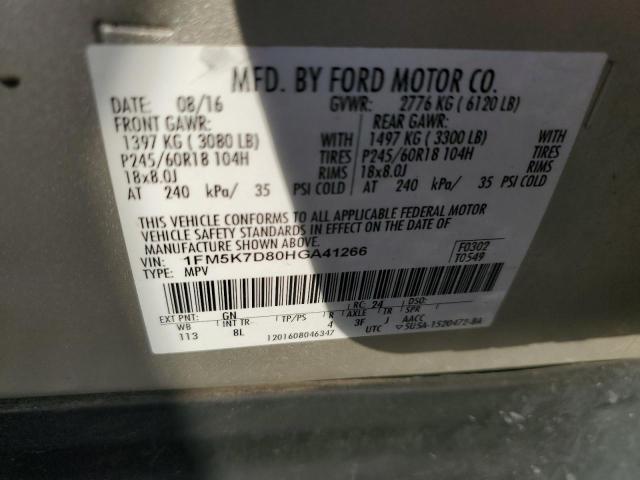 MFD. BY FORD MOTOR CO.
DATE: 08/16 GVWR: 2776 KG ( 6120 LB)
FRONT GAWR: REAR GAWR:
1397 KG ( 3080 LB) WITH 1497 KG ( 3300 LB) WITH
P245/60R18 104H TIRES P245/60R18 104H TIRES
18x8.0J RIMS 18x8.0J RIMS
AT 240 kPa/ 35 PSI COLD AT 240 kPa/ 35 PSI COLD
THIS VEHICLE CONFORMS TO ALL APPLICABLE FEDERAL MOTOR
VEHICLE SAFETY STANDARDS IN EFFECT ON THE DATE OF
MANUFACTURE SHOWN ABOVE.
VIN: 1FM5K7D80HGA41266 F0302
TYPE: MPV T0549
EXT PNT: GN RC: 24 DSO:
WB INT TR TP/PS R AXLE TR SPR
113 8L 4 3F J AACC
1201608046347 UTC 5U5A-1520472-BA